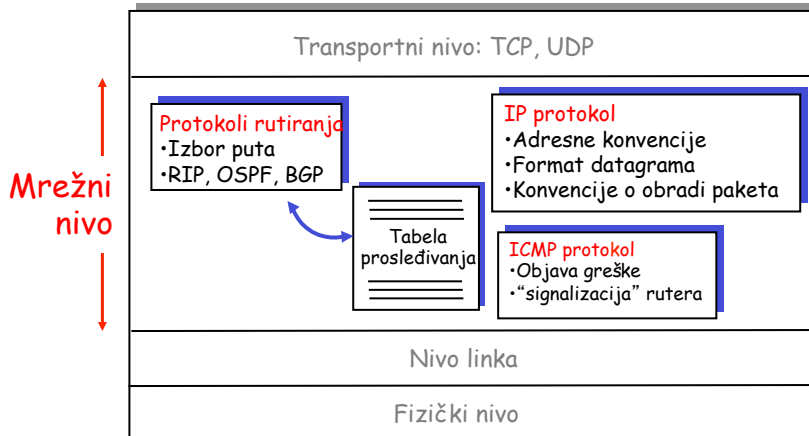 Transportni nivo: TCP, UDP
Mrežni
nivo
Protokoli rutiranja
•Izbor puta
•RIP, OSPF, BGP
Tabela
prosleđivanja
IP protokol
•Adresne konvencije
•Format datagrama
•Konvencije o obradi paketa
ICMP protokol
•Objava greške
•“signalizacija” rutera
Nivo linka
Fizički nivo